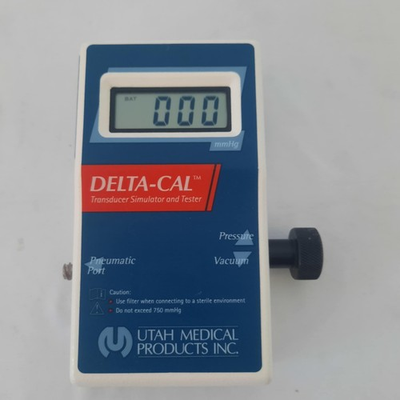 BAT
000
mmHg
DELTA-CAL™
Transducer Simulator and Tester
Pressure
Pneumatic
Port
Vacuum
Caution:
• Use filter when connecting to a sterile environment
• Do not exceed 750 mmHg
UTAH MEDICAL
PRODUCTS INC.